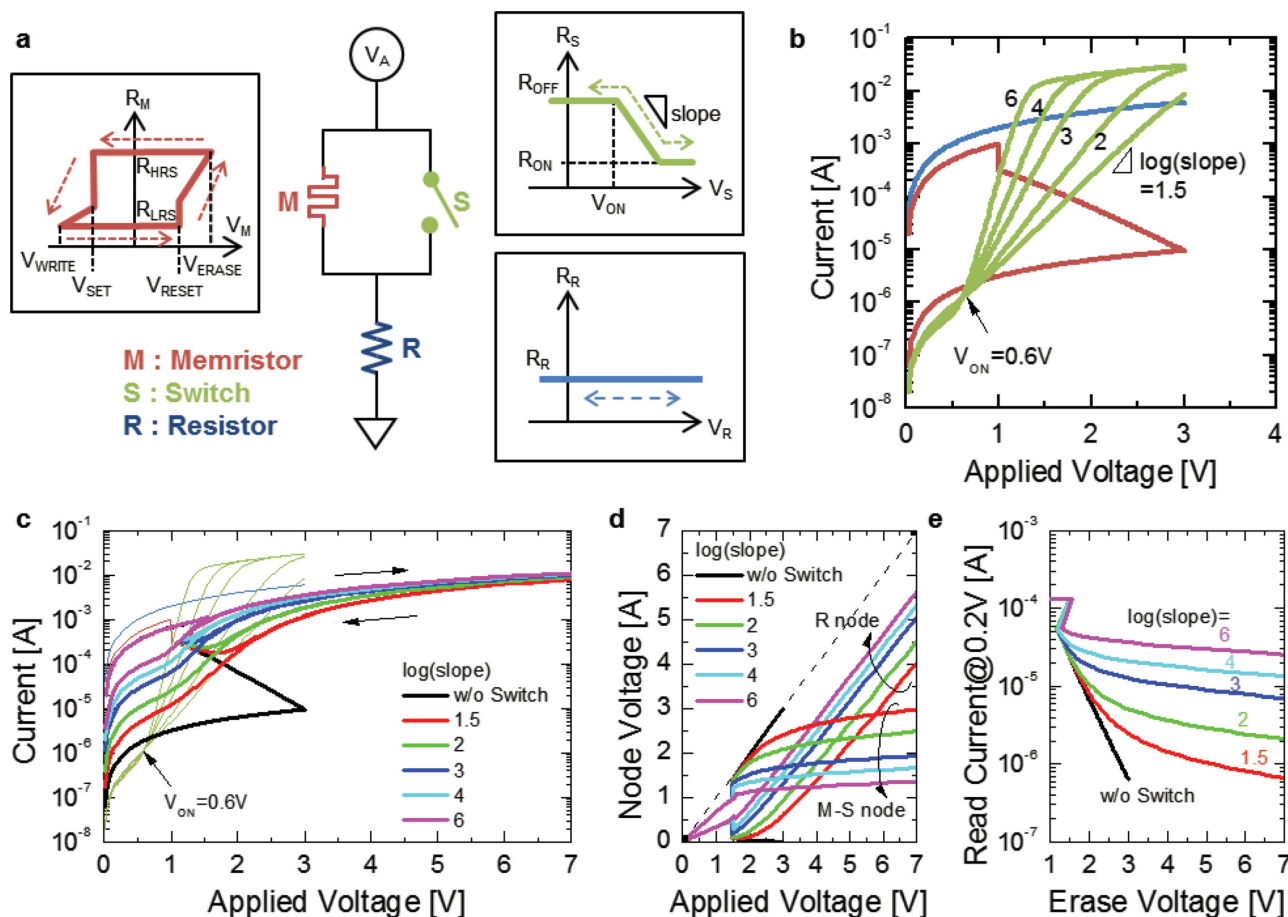 a
V_A
R_M
R_HRS
R_LRS
V_M
V_WRITE
V_SET
V_RESET
V_ERASE
M
S
R
M : Memristor
S : Switch
R : Resistor
R_S
R_OFF
slope
R_ON
V_ON
V_S
R_R
R_R
V_R
b
10^-1
10^-2
10^-3
10^-4
10^-5
10^-6
10^-7
10^-8
Current [A]
6
4
3
2
log(slope)
=1.5
V_ON=0.6V
0
1
2
3
4
Applied Voltage [V]
c
10^-1
10^-2
10^-3
10^-4
10^-5
10^-6
10^-7
10^-8
Current [A]
V_ON=0.6V
log(slope)
w/o Switch
1.5
2
3
4
6
0
1
2
3
4
5
6
7
Applied Voltage [V]
d
7
6
5
4
3
2
1
0
Node Voltage [A]
log(slope)
w/o Switch
1.5
2
3
4
6
R node
M-S node
0
1
2
3
4
5
6
7
Applied Voltage [V]
e
10^-3
10^-4
10^-5
10^-6
10^-7
Read Current@0.2V [A]
log(slope)=
6
4
3
2
1.5
w/o Switch
1
2
3
4
5
6
7
Erase Voltage [V]